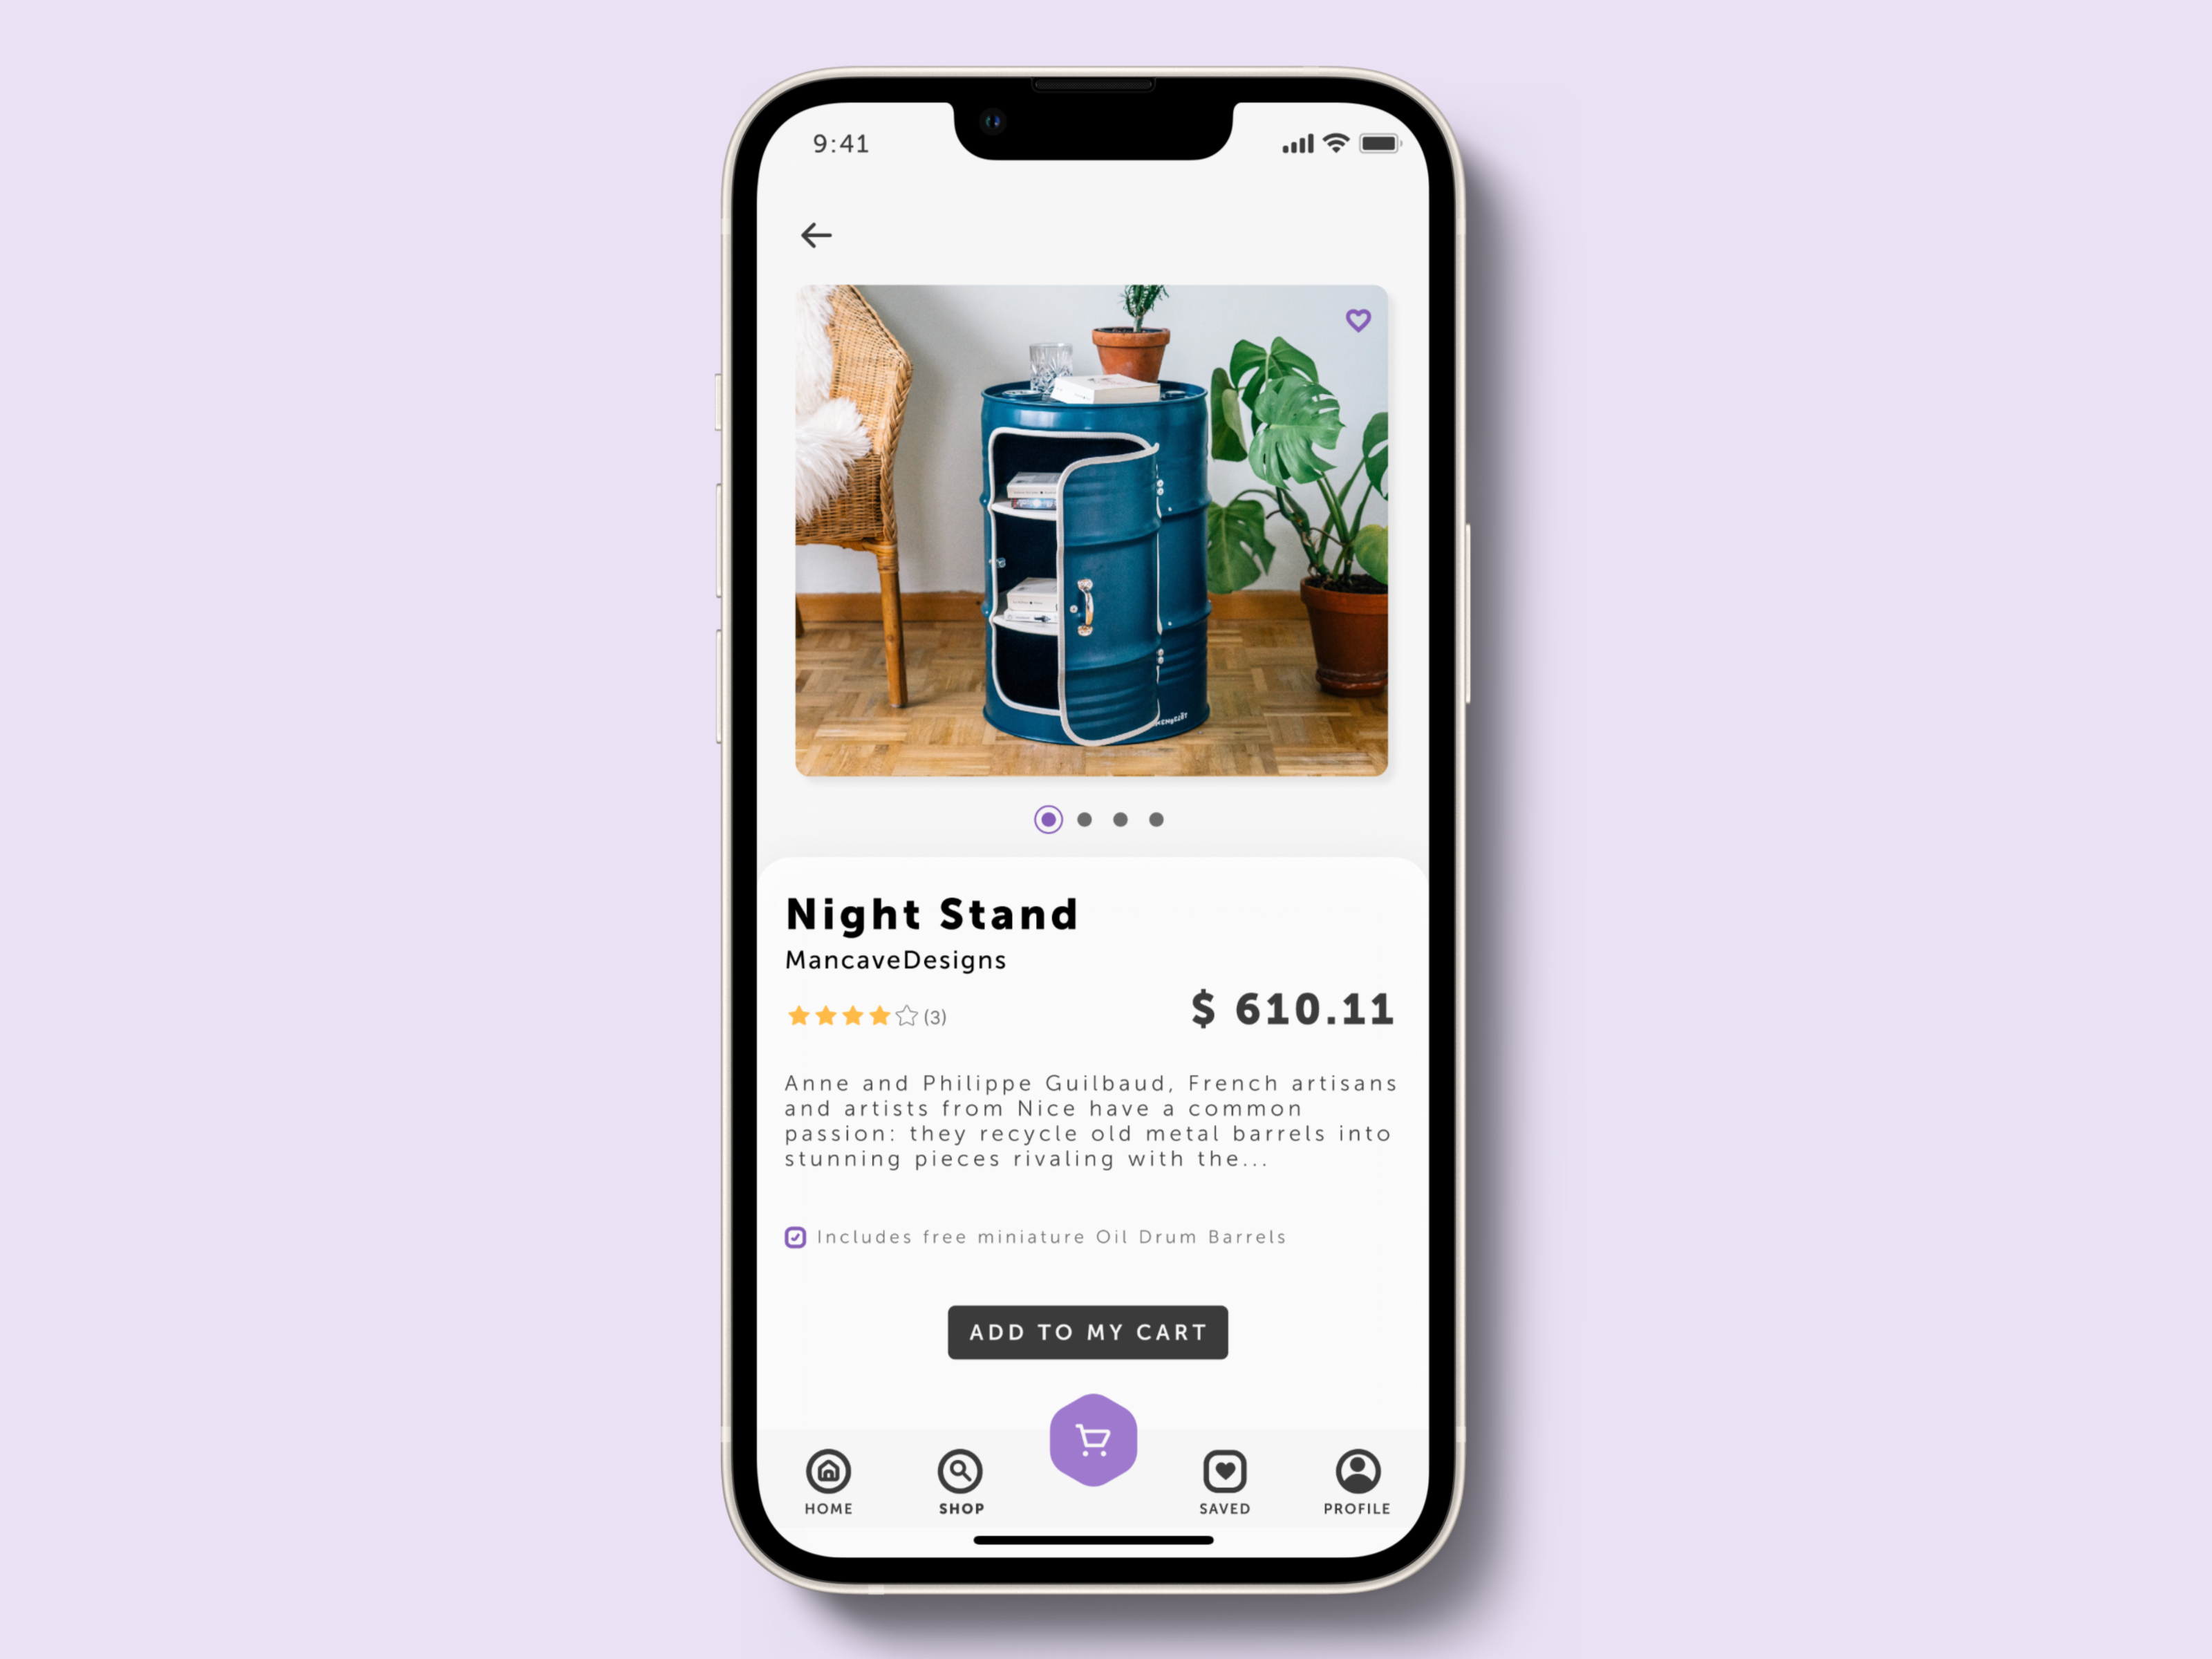 9:41
Night Stand
MancaveDesigns
(3)
$ 610.11
Anne and Philippe Guilbaud, French artisans
and artists from Nice have a common
passion: they recycle old metal barrels into
stunning pieces rivaling with the...
Includes free miniature Oil Drum Barrels
ADD TO MY CART
HOME
SHOP
SAVED
PROFILE